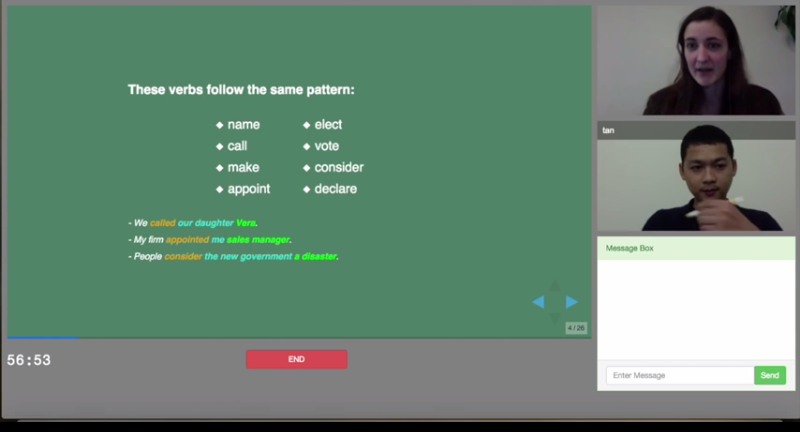 These verbs follow the same pattern:
◆ name ◆ elect
◆ call ◆ vote
◆ make ◆ consider
◆ appoint ◆ declare
- We called our daughter Vera.
- My firm appointed me sales manager.
- People consider the new government a disaster.
4 / 26
56:53
END
Ian
Message Box
Enter Message
Send